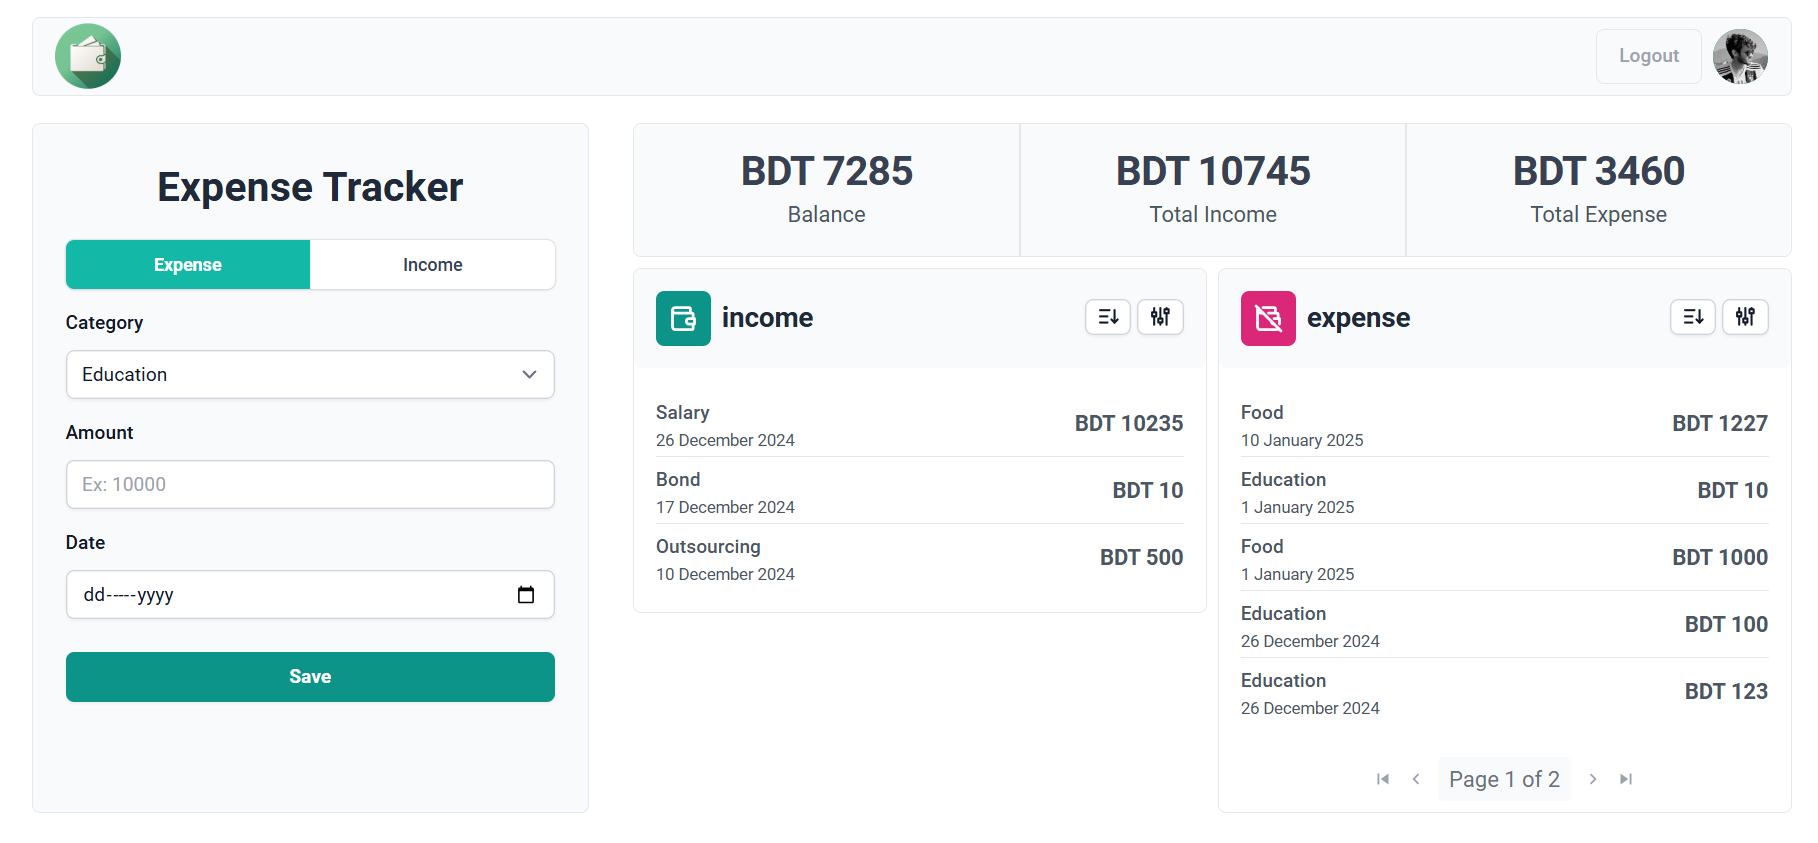 Logout
Expense Tracker
Expense
Income
Category
Education
Amount
Ex: 10000
Date
dd-----yyyy
Save
BDT 7285
Balance
BDT 10745
Total Income
BDT 3460
Total Expense
income
Salary
26 December 2024
BDT 10235
Bond
17 December 2024
BDT 10
Outsourcing
10 December 2024
BDT 500
expense
Food
10 January 2025
BDT 1227
Education
1 January 2025
BDT 10
Food
1 January 2025
BDT 1000
Education
26 December 2024
BDT 100
Education
26 December 2024
BDT 123
Page 1 of 2